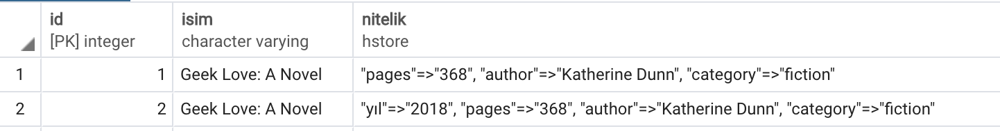 id isim nitelik
[PK] integer character varying hstore
1 1 Geek Love: A Novel "pages"=>"368", "author"=>"Katherine Dunn", "category"=>"fiction"
2 2 Geek Love: A Novel "yıl"=>"2018", "pages"=>"368", "author"=>"Katherine Dunn", "category"=>"fiction"